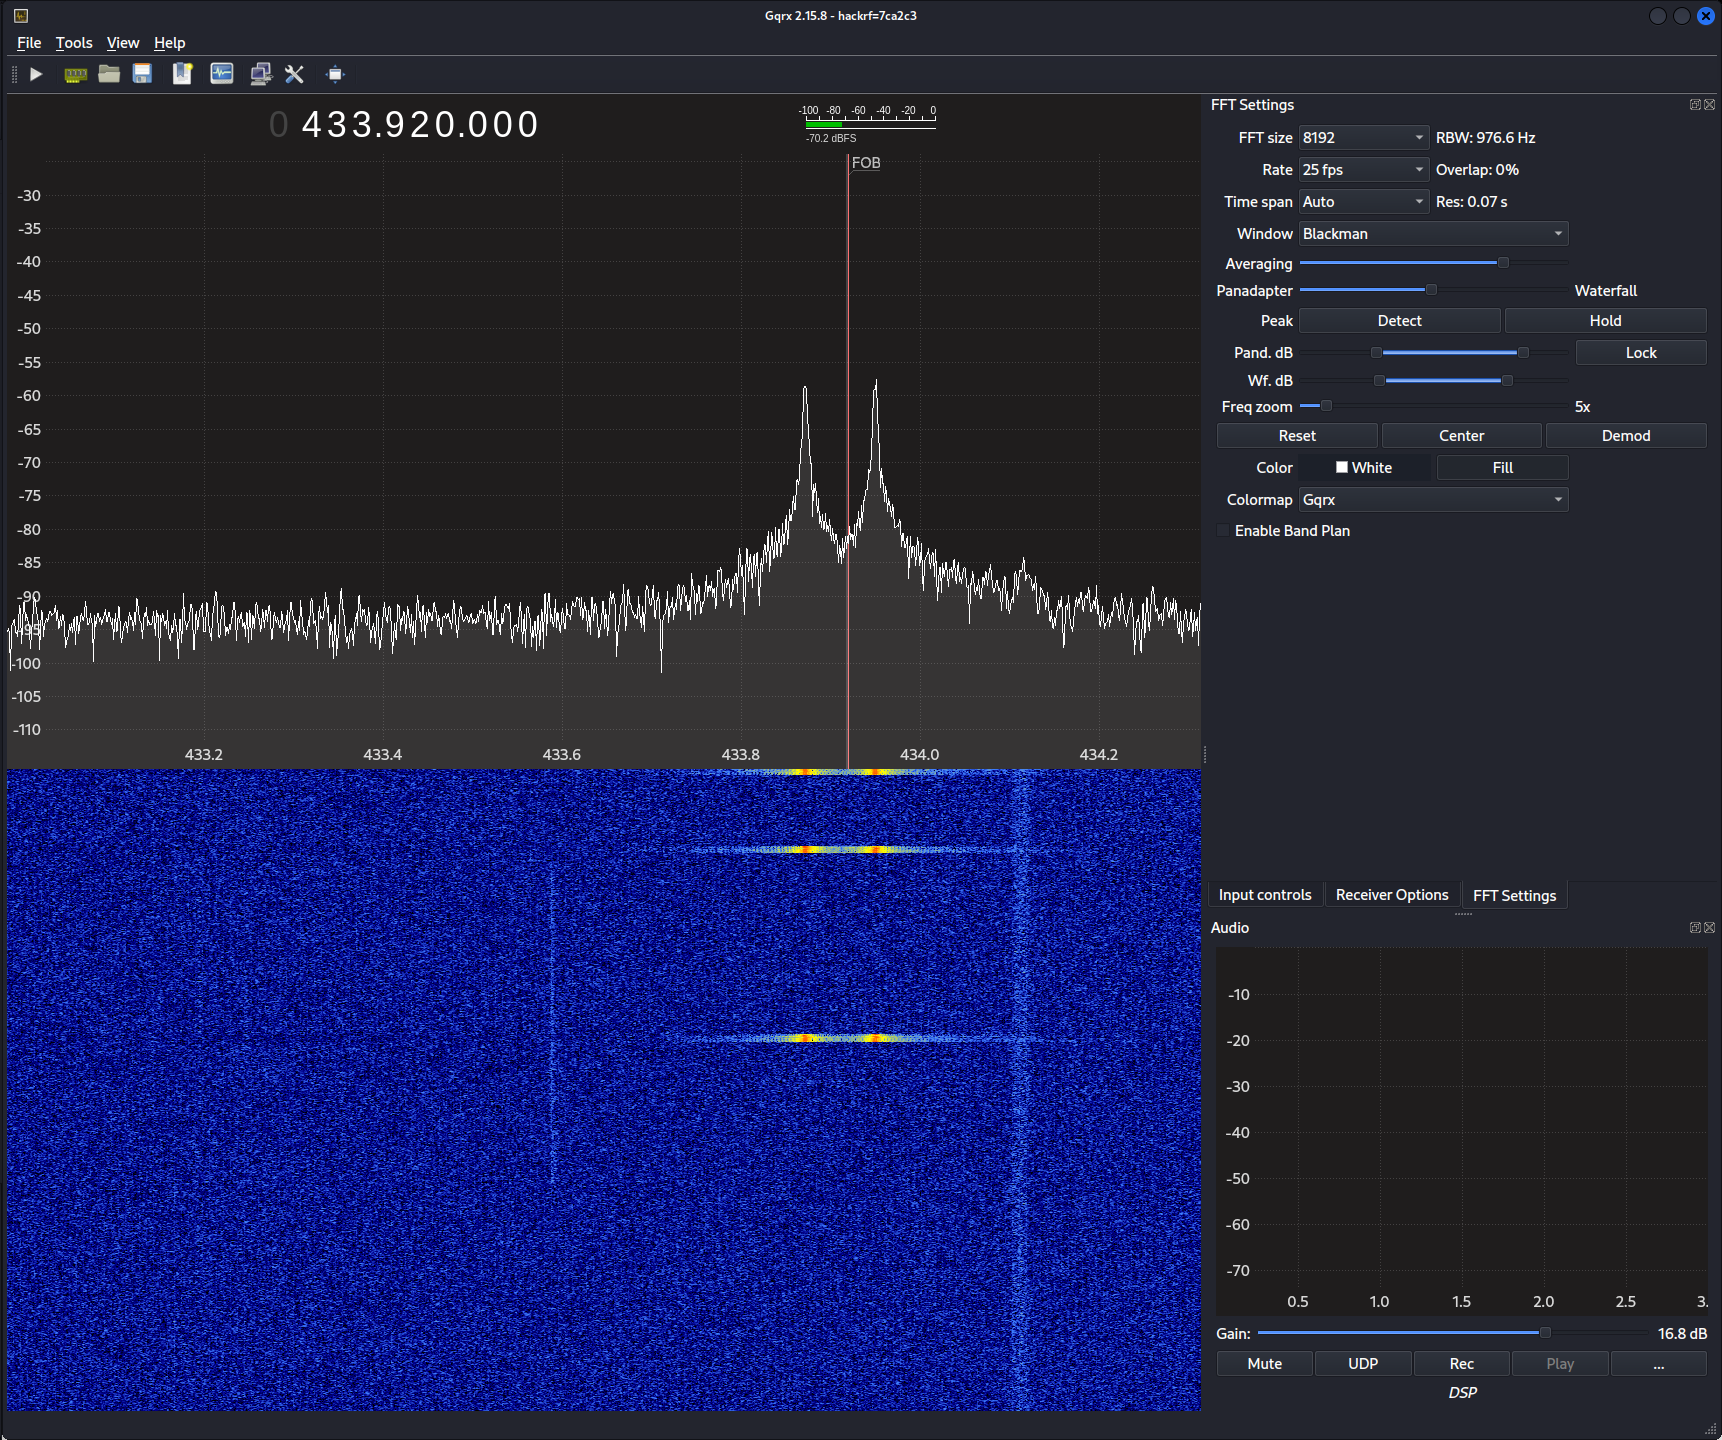 Gqrx 2.15.8 - hackrf=7ca2c3
File Tools View Help
0 433.920.000
-100 -80 -60 -40 -20 0
-70.2 dBFS
FOB
-30
-35
-40
-45
-50
-55
-60
-65
-70
-75
-80
-85
-90
-95
-100
-105
-110
433.2 433.4 433.6 433.8 434.0 434.2
FFT Settings
FFT size 8192 RBW: 976.6 Hz
Rate 25 fps Overlap: 0%
Time span Auto Res: 0.07 s
Window Blackman
Averaging
Panadapter Waterfall
Peak Detect Hold
Pand. dB Lock
Wf. dB
Freq zoom 5x
Reset Center Demod
Color White Fill
Colormap Gqrx
Enable Band Plan
Input controls Receiver Options FFT Settings
Audio
-10
-20
-30
-40
-50
-60
-70
0.5 1.0 1.5 2.0 2.5 3.
Gain: 16.8 dB
Mute UDP Rec Play ...
DSP